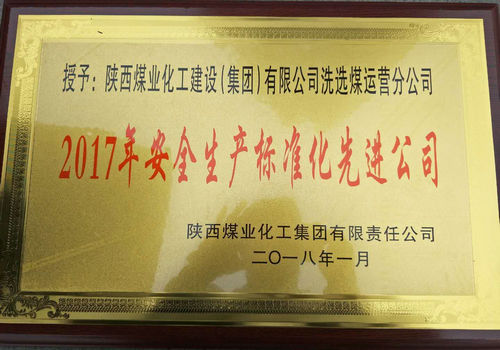 授予：陕西煤业化工建设(集团)有限公司洗选煤运营分公司
2017年安全生产标准化先进公司
陕西煤业化工集团有限责任公司
二〇一八年一月